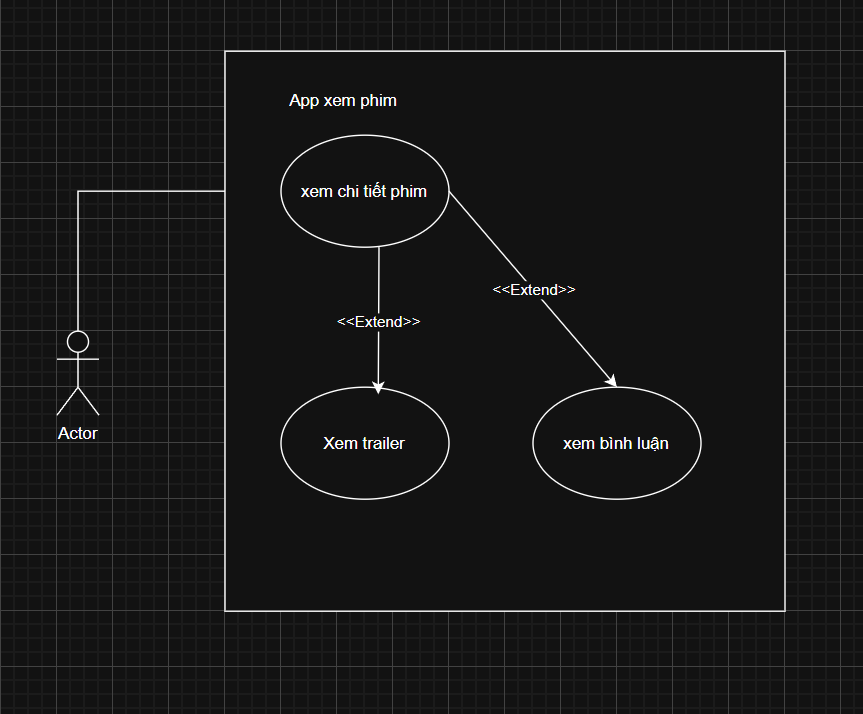 App xem phim
xem chi tiết phim
<<Extend>>
<<Extend>>
Xem trailer
xem bình luận
Actor